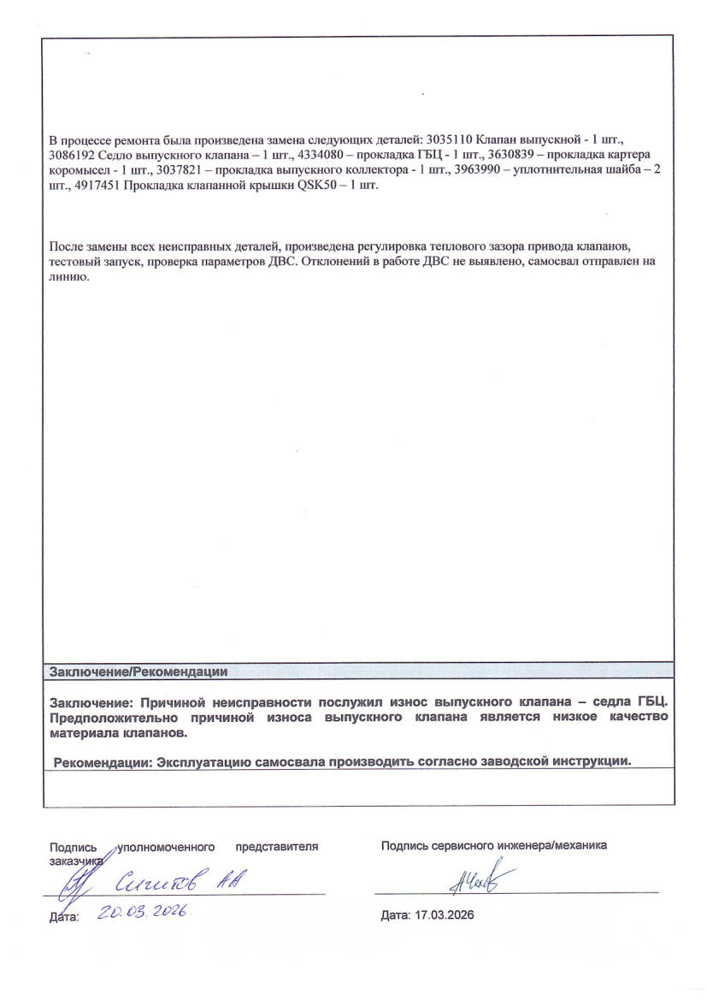 В процессе ремонта была произведена замена следующих деталей: 3035110 Клапан выпускной - 1 шт.,
3086192 Седло выпускного клапана – 1 шт., 4334080 – прокладка ГБЦ - 1 шт., 3630839 – прокладка картера
коромысел - 1 шт., 3037821 – прокладка выпускного коллектора - 1 шт., 3963990 – уплотнительная шайба – 2
шт., 4917451 Прокладка клапанной крышки QSK50 – 1 шт.
После замены всех неисправных деталей, произведена регулировка теплового зазора привода клапанов,
тестовый запуск, проверка параметров ДВС. Отклонений в работе ДВС не выявлено, самосвал отправлен на
линию.
Заключение/Рекомендации
Заключение: Причиной неисправности послужил износ выпускного клапана – седла ГБЦ.
Предположительно причиной износа выпускного клапана является низкое качество
материала клапанов.
Рекомендации: Эксплуатацию самосвала производить согласно заводской инструкции.
Подпись уполномоченного представителя
заказчика
Подпись сервисного инженера/механика
АА
Дата: 20.03.2026.
Дата: 17.03.2026